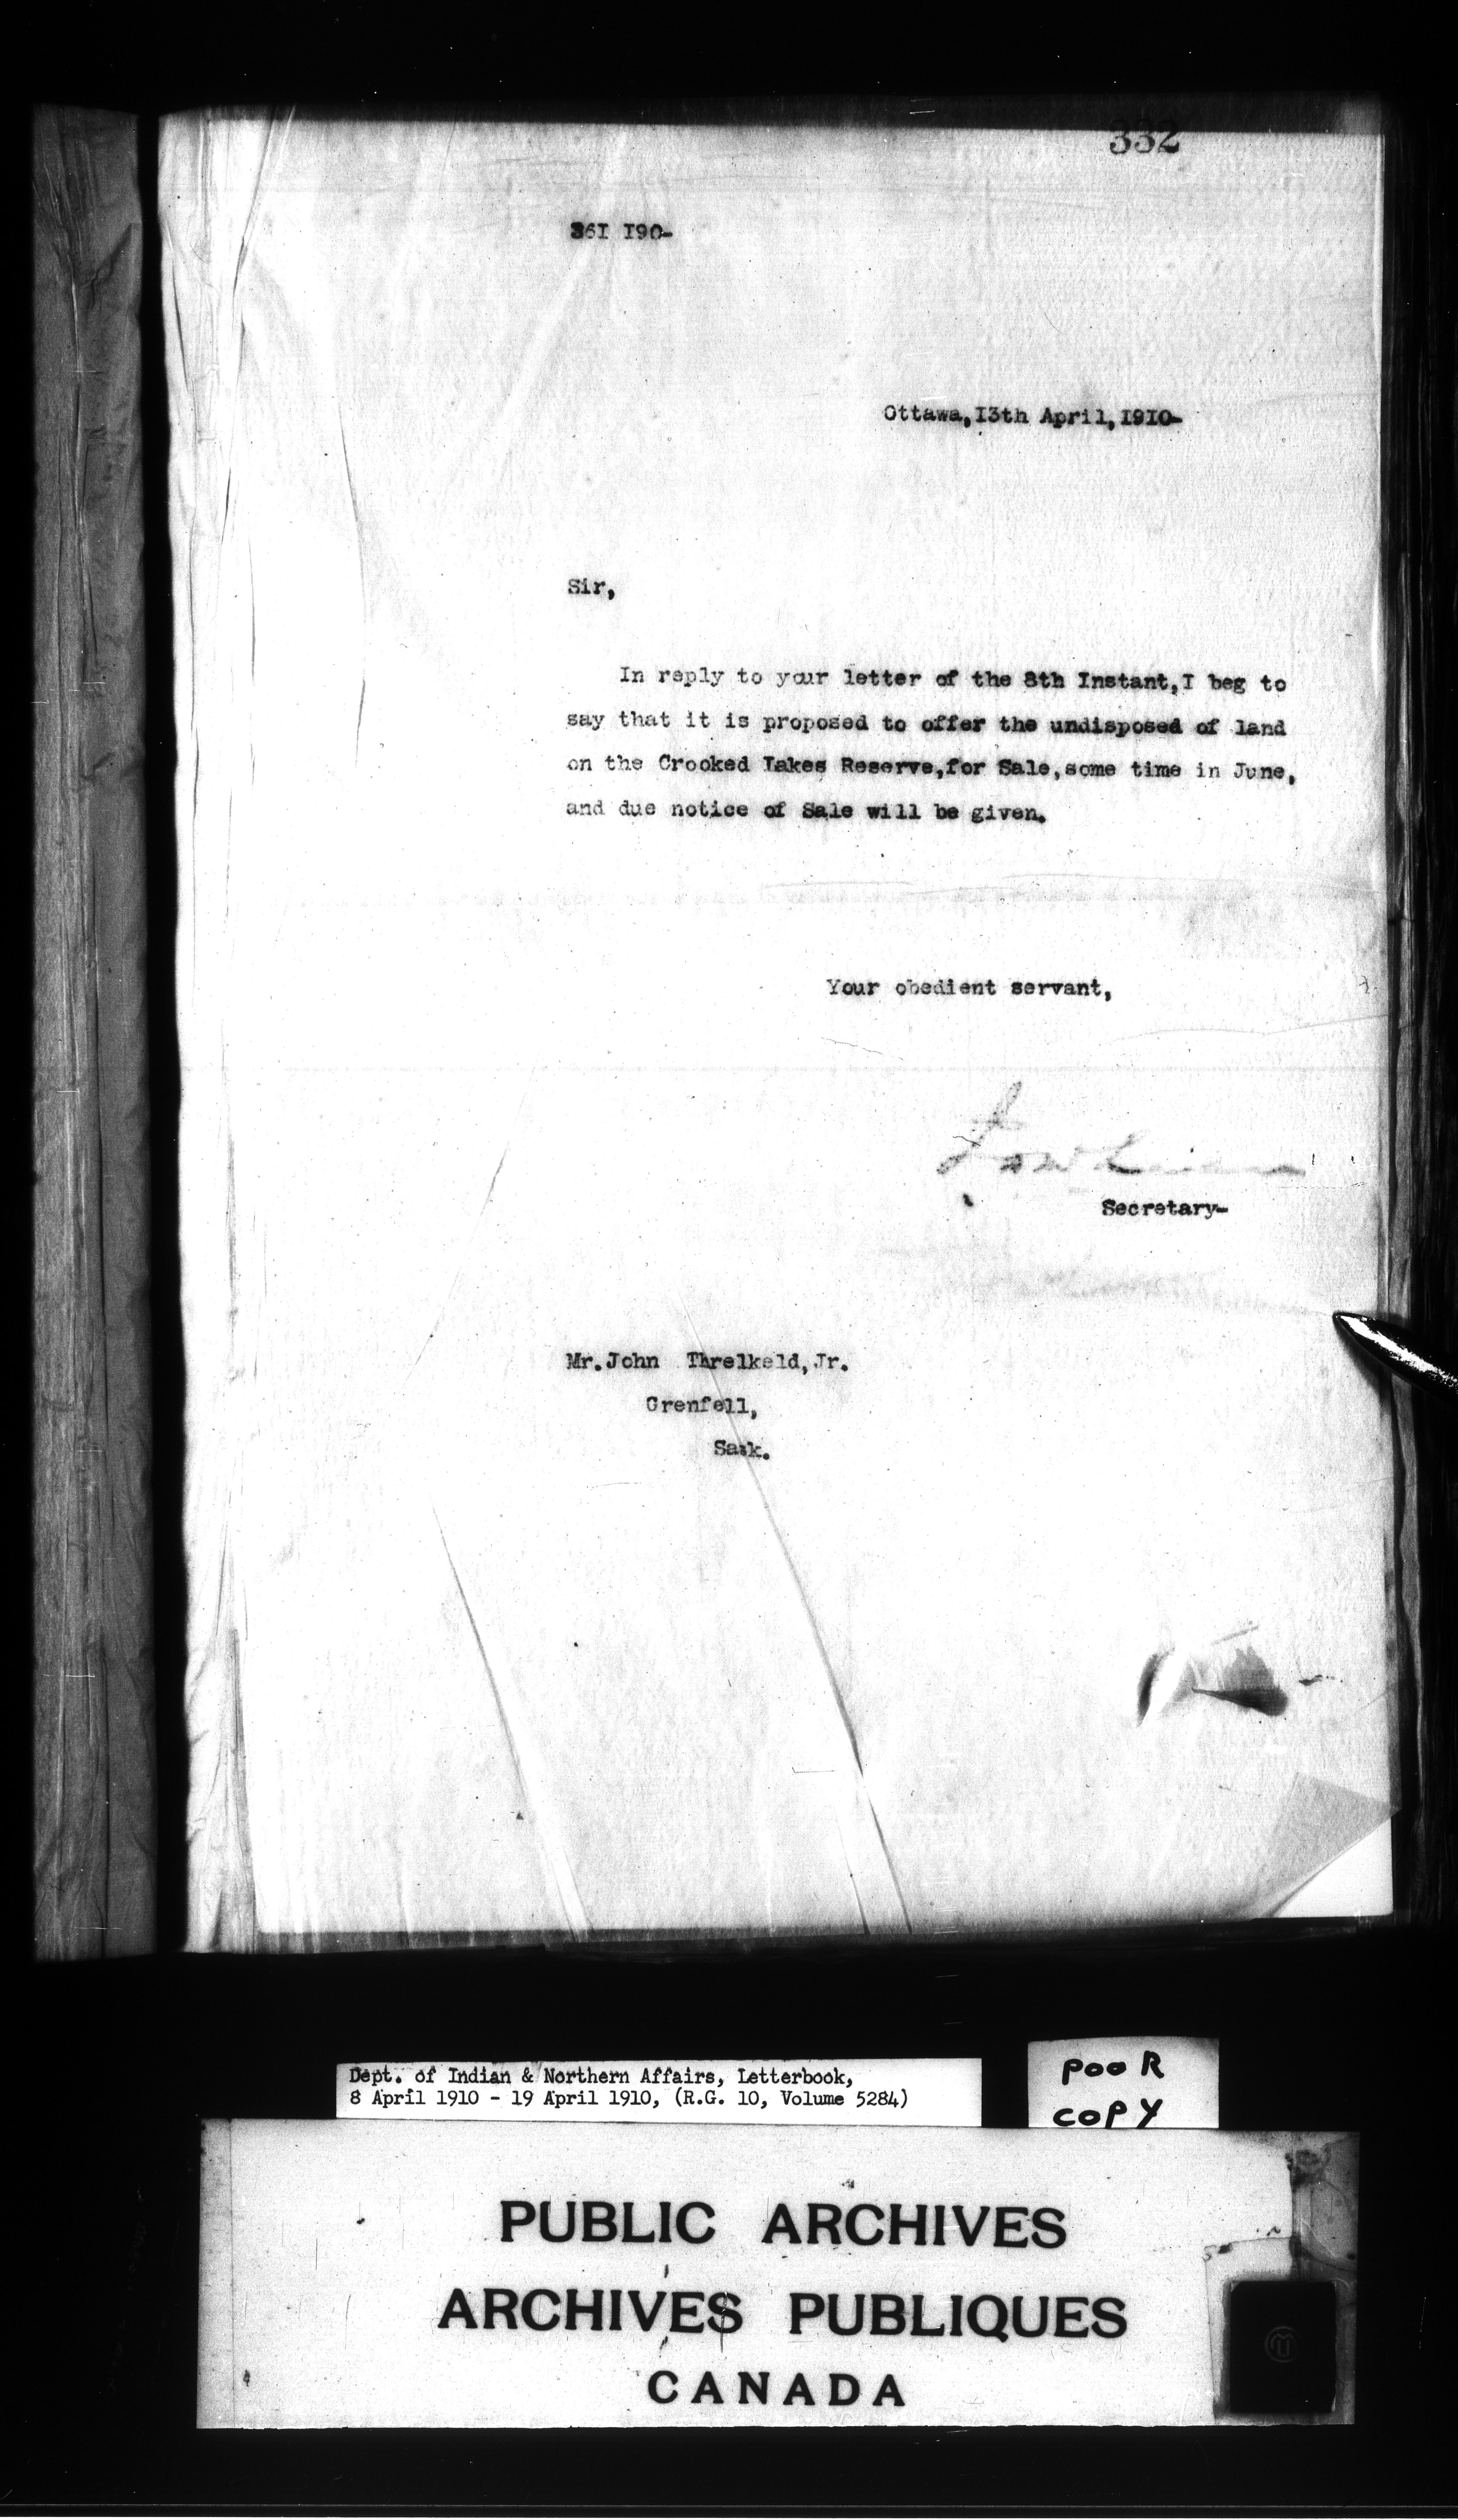 332
361 190-
Ottawa, 13th April, 1910-
Sir,
In reply to your letter of the 8th Instant, I beg to
say that it is proposed to offer the undisposed of land
on the Crooked Lakes Reserve, for Sale, some time in June,
and due notice of Sale will be given.
Your obedient servant,
Secretary-
Mr. John Threlkeld, Jr.
Grenfell,
Sask.
Dept. of Indian & Northern Affairs, Letterbook,
8 April 1910 - 19 April 1910, (R.G. 10, Volume 5284)
POOR
COPY
PUBLIC ARCHIVES
ARCHIVES PUBLIQUES
CANADA